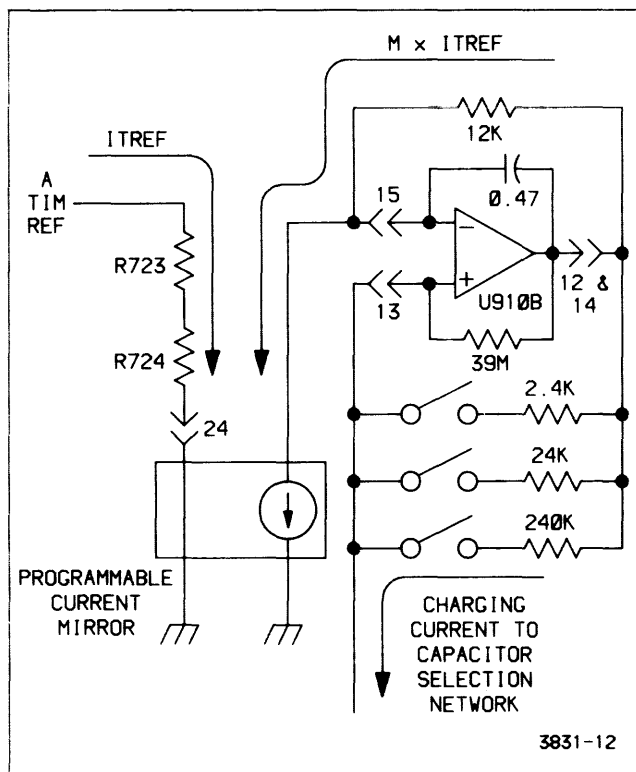 M x ITREF
ITREF
A
TIM
REF
R723
R724
24
12K
15
0.47
−
+
13
U910B
12 &
14
39M
2.4K
24K
240K
PROGRAMMABLE
CURRENT
MIRROR
CHARGING
CURRENT TO
CAPACITOR
SELECTION
NETWORK
3831-12